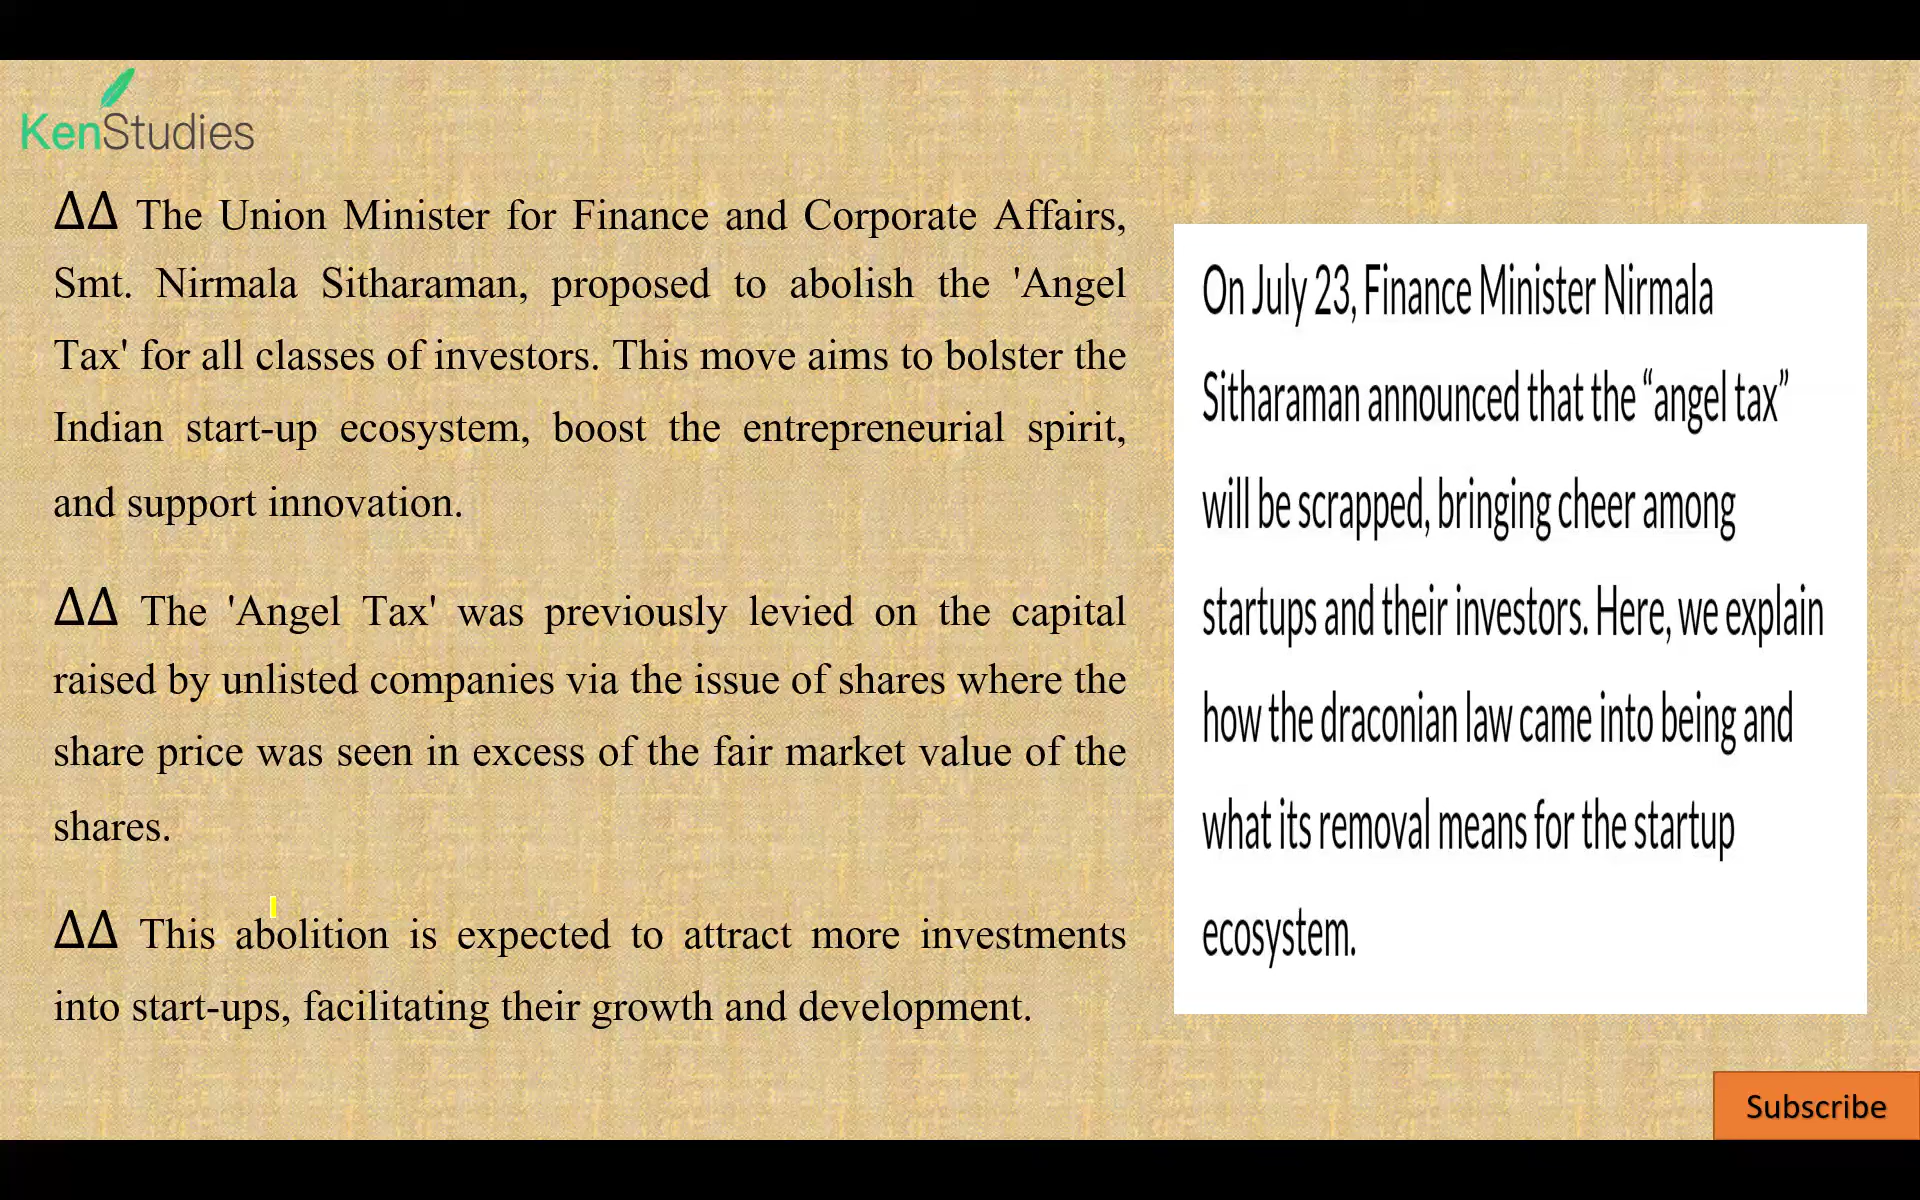 KenStudies
ΔΔ The Union Minister for Finance and Corporate Affairs,
Smt. Nirmala Sitharaman, proposed to abolish the 'Angel
Tax' for all classes of investors. This move aims to bolster the
Indian start-up ecosystem, boost the entrepreneurial spirit,
and support innovation.
ΔΔ The 'Angel Tax' was previously levied on the capital
raised by unlisted companies via the issue of shares where the
share price was seen in excess of the fair market value of the
shares.
ΔΔ This abolition is expected to attract more investments
into start-ups, facilitating their growth and development.
On July 23, Finance Minister Nirmala
Sitharaman announced that the “angel tax”
will be scrapped, bringing cheer among
startups and their investors. Here, we explain
how the draconian law came into being and
what its removal means for the startup
ecosystem.
Subscribe